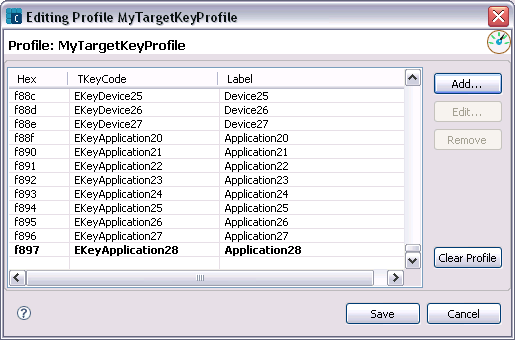 Editing Profile MyTargetKeyProfile
Profile: MyTargetKeyProfile
Hex TKeyCode Label
f88c EKeyDevice25 Device25
f88d EKeyDevice26 Device26
f88e EKeyDevice27 Device27
f88f EKeyApplication20 Application20
f890 EKeyApplication21 Application21
f891 EKeyApplication22 Application22
f892 EKeyApplication23 Application23
f893 EKeyApplication24 Application24
f894 EKeyApplication25 Application25
f895 EKeyApplication26 Application26
f896 EKeyApplication27 Application27
f897 EKeyApplication28 Application28
Add...
Edit...
Remove
Clear Profile
? Save Cancel